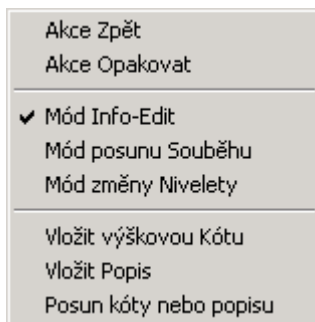 Akce Zpět
Akce Opakovat
Mód Info-Edit
Mód posunu Souběhu
Mód změny Nivelety
Vložit výškovou Kótu
Vložit Popis
Posun kóty nebo popisu